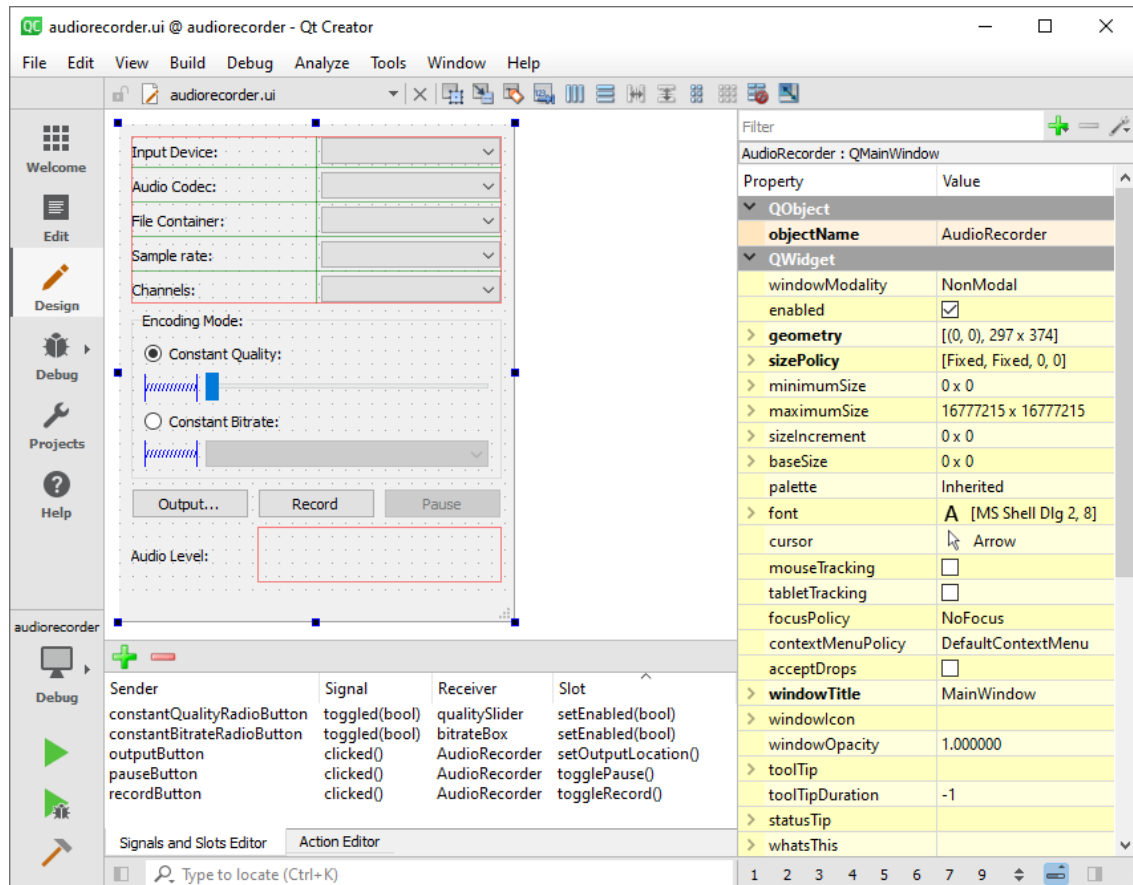 QC audiorecorder.ui @ audiorecorder - Qt Creator
File Edit View Build Debug Analyze Tools Window Help
audiorecorder.ui
Welcome
Edit
Design
Debug
Projects
Help
audiorecorder
Debug
Input Device:
Audio Codec:
File Container:
Sample rate:
Channels:
Encoding Mode:
Constant Quality:
Constant Bitrate:
Output... Record Pause
Audio Level:
Sender Signal Receiver Slot
constantQualityRadioButton toggled(bool) qualitySlider setEnabled(bool)
constantBitrateRadioButton toggled(bool) bitrateBox setEnabled(bool)
outputButton clicked() AudioRecorder setOutputLocation()
pauseButton clicked() AudioRecorder togglePause()
recordButton clicked() AudioRecorder toggleRecord()
Signals and Slots Editor Action Editor
Filter
AudioRecorder : QMainWindow
Property Value
QObject
objectName AudioRecorder
QWidget
windowModality NonModal
enabled
geometry [(0, 0), 297 x 374]
sizePolicy [Fixed, Fixed, 0, 0]
minimumSize 0 x 0
maximumSize 16777215 x 16777215
sizeIncrement 0 x 0
baseSize 0 x 0
palette Inherited
font A [MS Shell Dlg 2, 8]
cursor Arrow
mouseTracking
tabletTracking
focusPolicy NoFocus
contextMenuPolicy DefaultContextMenu
acceptDrops
windowTitle MainWindow
windowIcon
windowOpacity 1.000000
toolTip
toolTipDuration -1
statusTip
whatsThis
Type to locate (Ctrl+K)
1 2 3 4 5 6 7 9